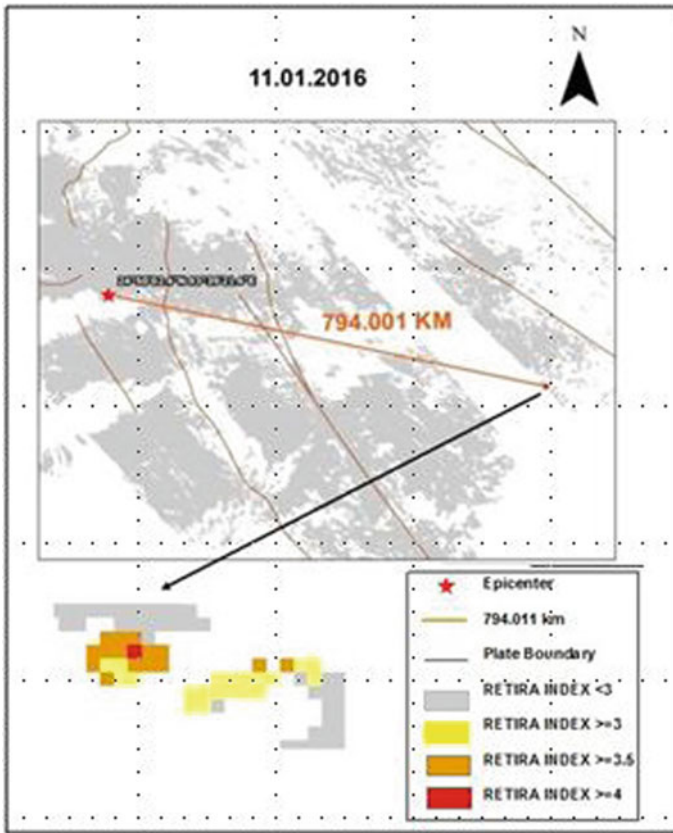 N
11.01.2016
794.001 KM
Epicenter
794.011 km
Plate Boundary
RETIRA INDEX <3
RETIRA INDEX >=3
RETIRA INDEX >=3.5
RETIRA INDEX >=4